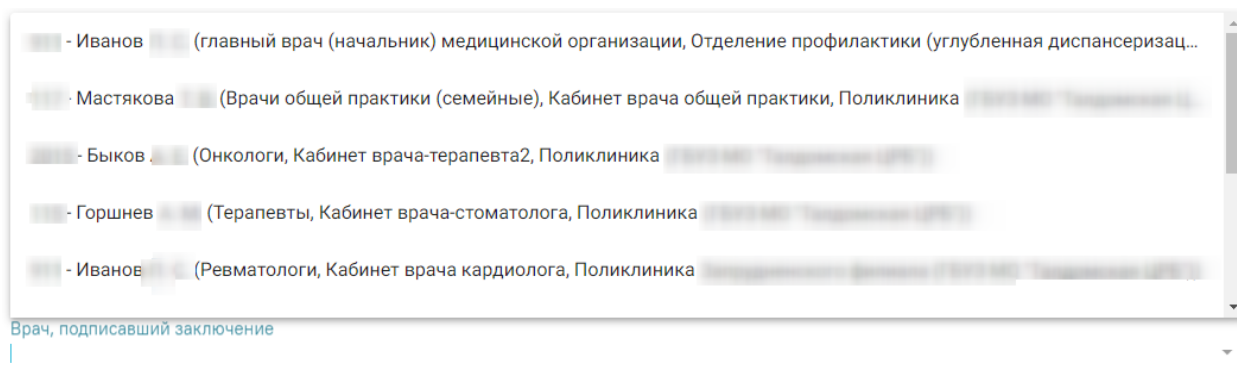 - Иванов (главный врач (начальник) медицинской организации, Отделение профилактики (углубленная диспансеризац...
- Мастякова (Врачи общей практики (семейные), Кабинет врача общей практики, Поликлиника
- Быков (Онкологи, Кабинет врача-терапевта2, Поликлиника
- Горшнев (Терапевты, Кабинет врача-стоматолога, Поликлиника
- Иванов (Ревматологи, Кабинет врача кардиолога, Поликлиника
Врач, подписавший заключение